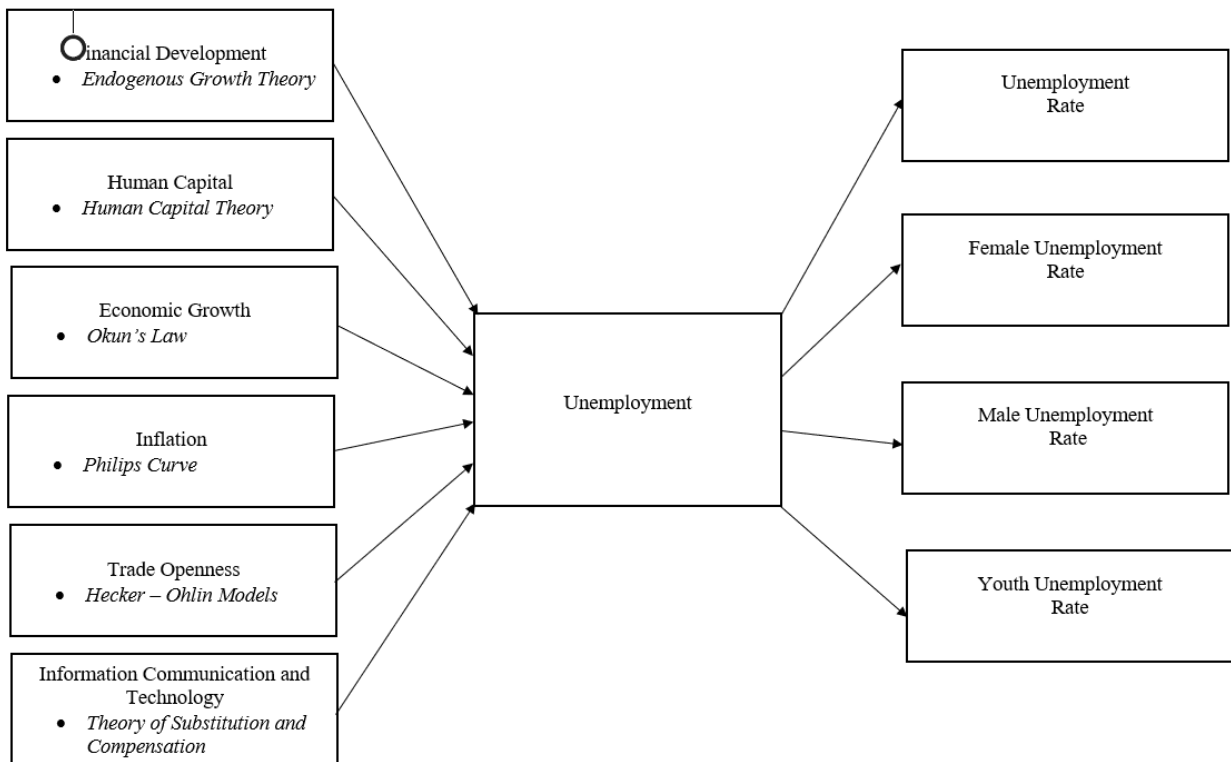 Financial Development
• Endogenous Growth Theory
Human Capital
• Human Capital Theory
Economic Growth
• Okun’s Law
Inflation
• Philips Curve
Trade Openness
• Hecker – Ohlin Models
Information Communication and
Technology
• Theory of Substitution and
Compensation
Unemployment
Unemployment
Rate
Female Unemployment
Rate
Male Unemployment
Rate
Youth Unemployment
Rate